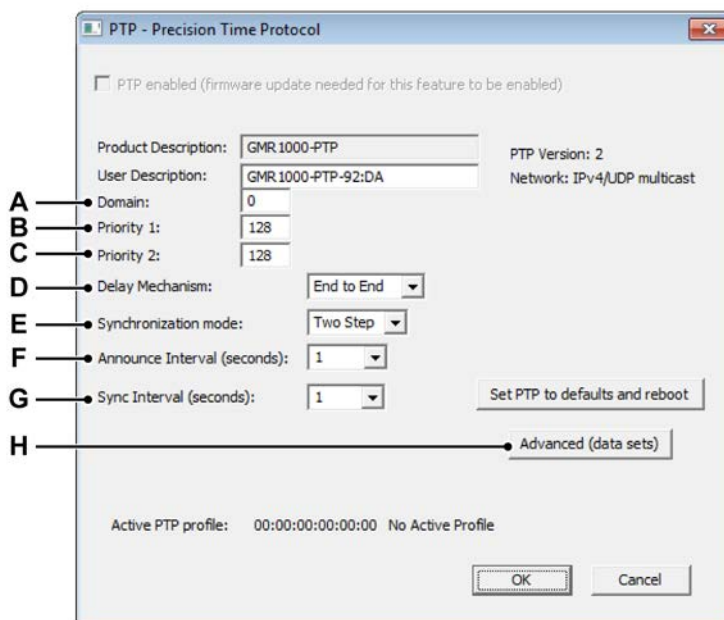 PTP - Precision Time Protocol
PTP enabled (firmware update needed for this feature to be enabled)
Product Description: GMR1000-PTP
PTP Version: 2
User Description: GMR1000-PTP-92:DA
Network: IPv4/UDP multicast
A Domain: 0
B Priority 1: 128
C Priority 2: 128
D Delay Mechanism: End to End
E Synchronization mode: Two Step
F Announce Interval (seconds): 1
G Sync Interval (seconds): 1
Set PTP to defaults and reboot
H Advanced (data sets)
Active PTP profile: 00:00:00:00:00:00 No Active Profile
OK Cancel